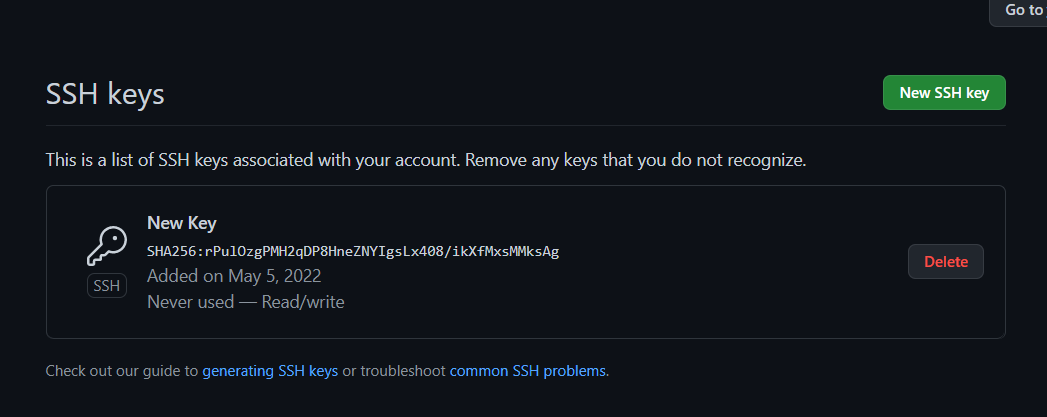 Go to
SSH keys
New SSH key
This is a list of SSH keys associated with your account. Remove any keys that you do not recognize.
New Key
SHA256:rPulOzgPMH2qDP8HneZNYIgsLx408/ikXfMxsMMksAg
Added on May 5, 2022
Never used — Read/write
SSH
Delete
Check out our guide to generating SSH keys or troubleshoot common SSH problems.